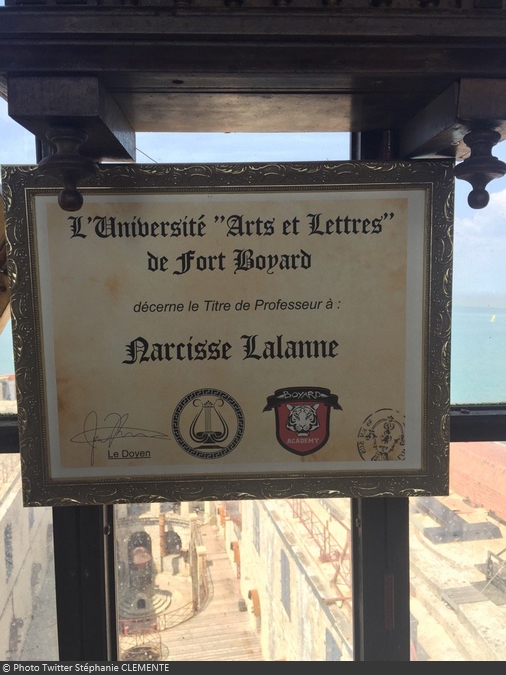 L'Université "Arts et Lettres"
de Fort Boyard
décerne le Titre de Professeur à :
Narcisse Lalanne
Le Doyen
BOYARD
ACADEMY
© Photo Twitter Stéphanie CLEMENTE